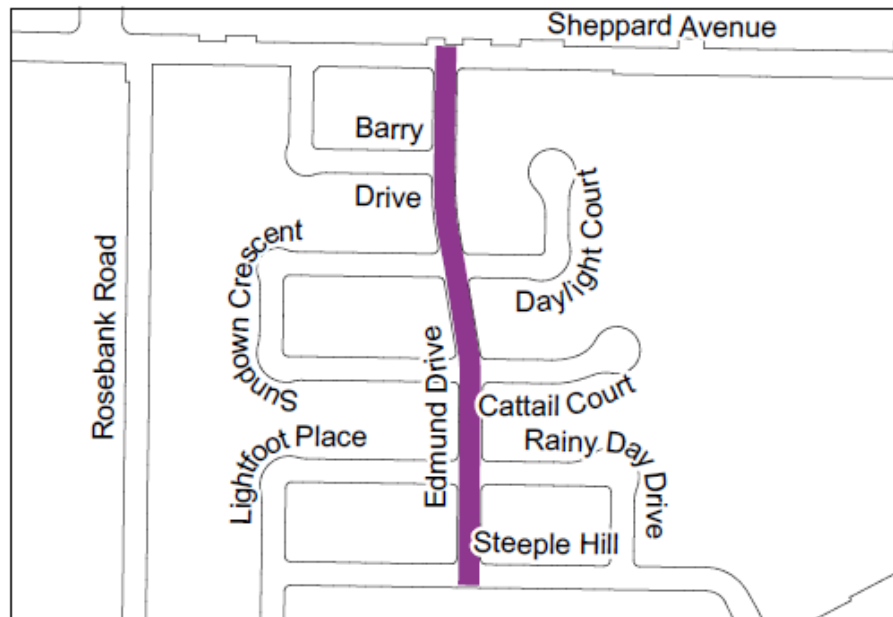 Sheppard Avenue
Barry
Drive
Daylight Court
Sundown Crescent
Rosebank Road
Edmund Drive
Cattail Court
Lightfoot Place
Rainy Day Drive
Steeple Hill